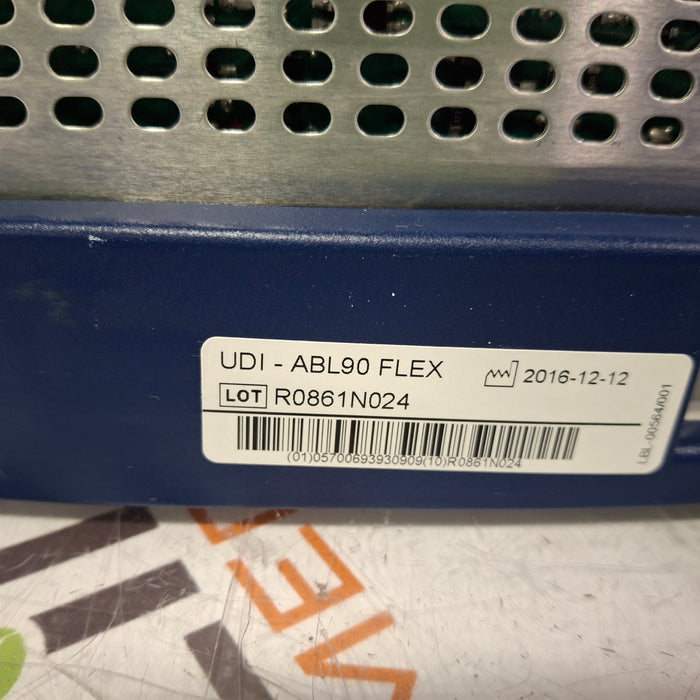 UDI - ABL90 FLEX
2016-12-12
LOT R0861N024
(01)05700693930909(10)R0861N024
LBL-00564/001